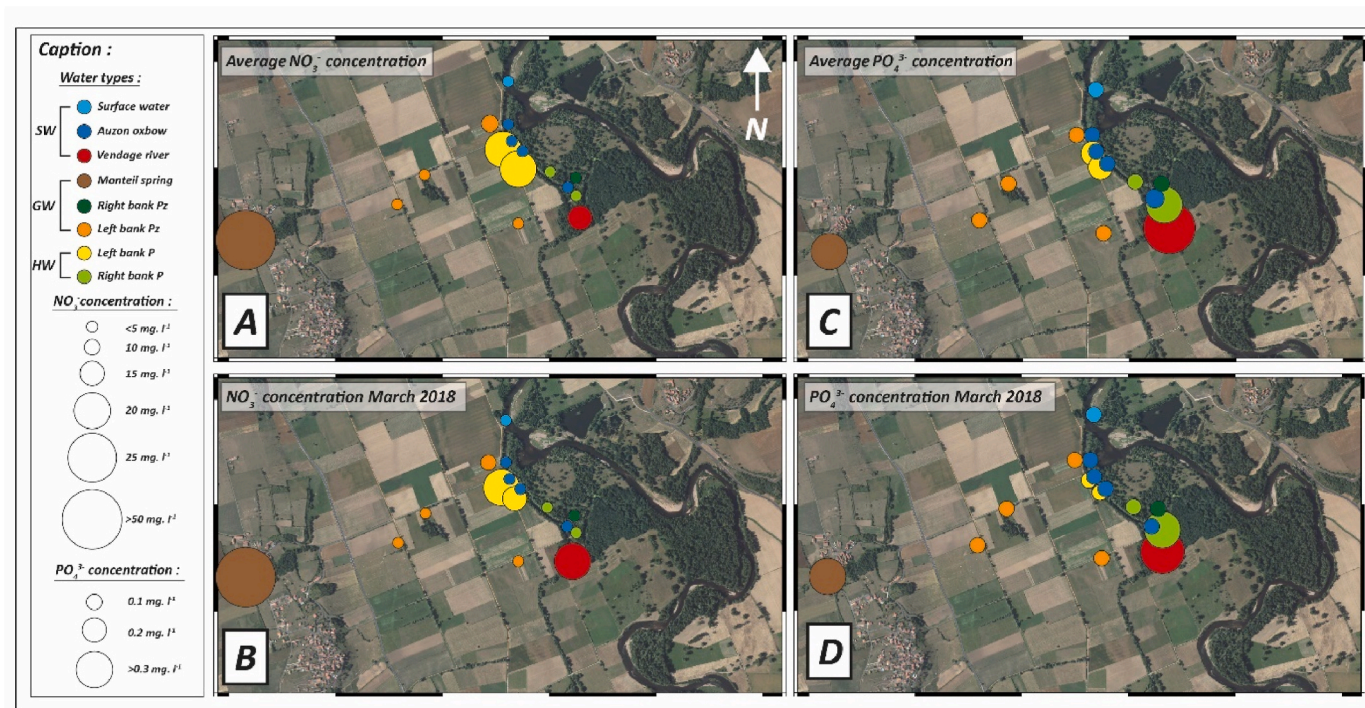 Caption :
Water types :
SW
Surface water
Auzon oxbow
Vendage river
GW
Monteil spring
Right bank Pz
Left bank Pz
HW
Left bank P
Right bank P
NO₃⁻ concentration :
<5 mg. l⁻¹
10 mg. l⁻¹
15 mg. l⁻¹
20 mg. l⁻¹
25 mg. l⁻¹
>50 mg. l⁻¹
PO₄³⁻ concentration :
0.1 mg. l⁻¹
0.2 mg. l⁻¹
>0.3 mg. l⁻¹
Average NO₃⁻ concentration
N
A
Average PO₄³⁻ concentration
C
NO₃⁻ concentration March 2018
B
PO₄³⁻ concentration March 2018
D